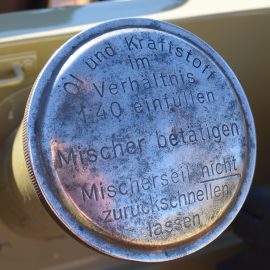 Öl und Kraftstoff
im
Verhältnis
1:40 einfüllen
Mischer betätigen
Mischerseil nicht
zurückschnellen
lassen